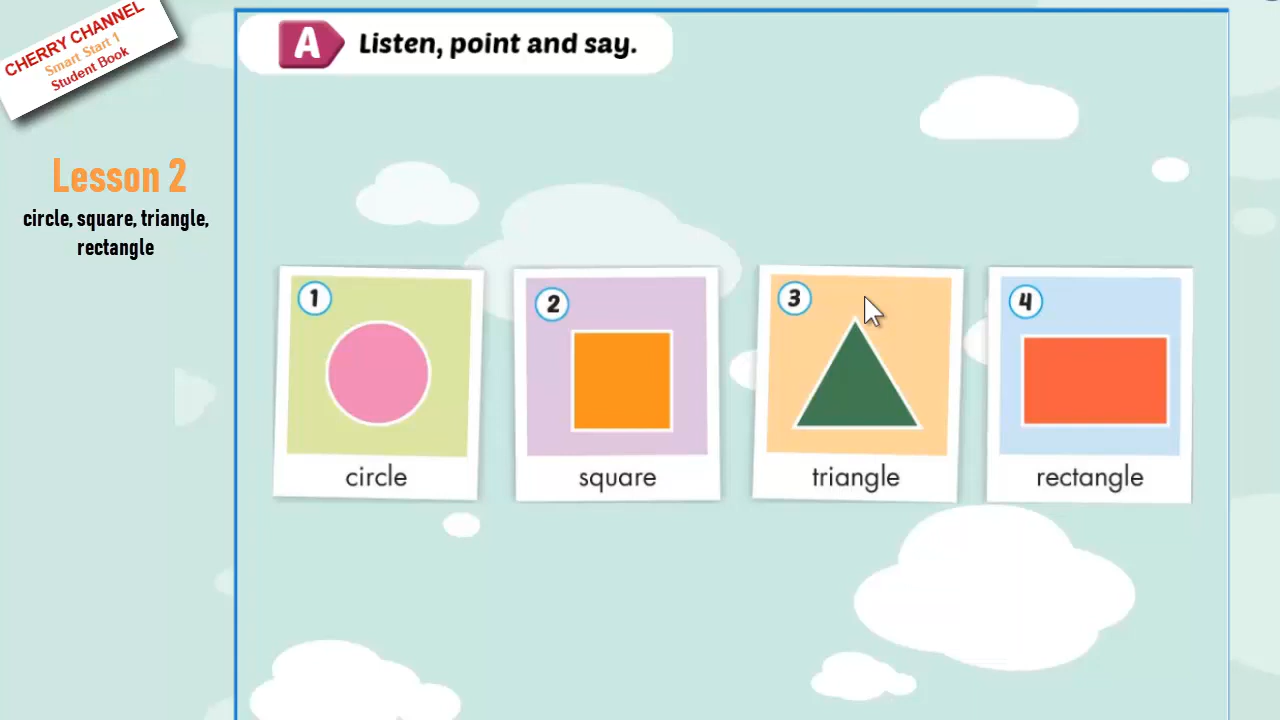 CHERRY CHANNEL
Smart Start 1
Student Book
A Listen, point and say.
Lesson 2
circle, square, triangle,
rectangle
1
2
3
4
circle
square
triangle
rectangle